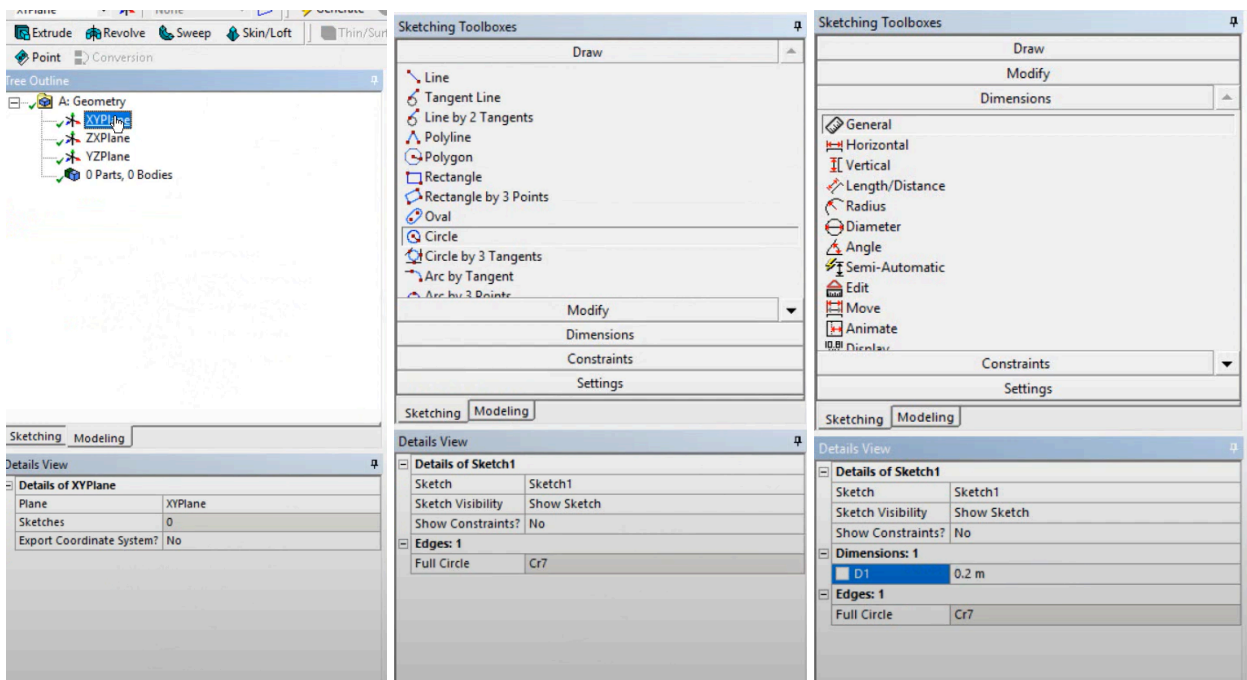 XYPlane None Generate
Extrude Revolve Sweep Skin/Loft Thin/Sur
Point Conversion
Tree Outline
A: Geometry
XYPlane
ZXPlane
YZPlane
0 Parts, 0 Bodies
Sketching Modeling
Details View
Details of XYPlane
Plane XYPlane
Sketches 0
Export Coordinate System? No
Sketching Toolboxes
Draw
Line
Tangent Line
Line by 2 Tangents
Polyline
Polygon
Rectangle
Rectangle by 3 Points
Oval
Circle
Circle by 3 Tangents
Arc by Tangent
Arc by 3 Points
Modify
Dimensions
Constraints
Settings
Sketching Modeling
Details View
Details of Sketch1
Sketch Sketch1
Sketch Visibility Show Sketch
Show Constraints? No
Edges: 1
Full Circle Cr7
Sketching Toolboxes
Draw
Modify
Dimensions
General
Horizontal
Vertical
Length/Distance
Radius
Diameter
Angle
Semi-Automatic
Edit
Move
Animate
Display
Constraints
Settings
Sketching Modeling
Details View
Details of Sketch1
Sketch Sketch1
Sketch Visibility Show Sketch
Show Constraints? No
Dimensions: 1
D1 0.2 m
Edges: 1
Full Circle Cr7